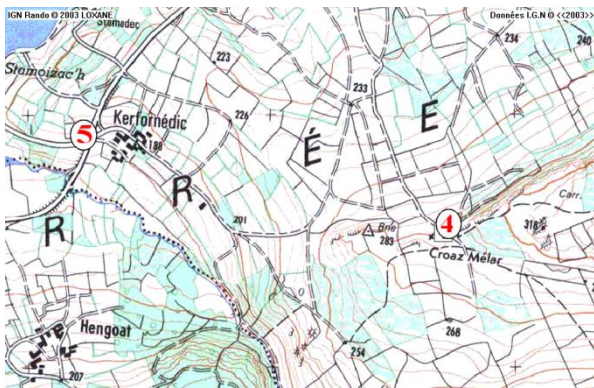 IGN Rando © 2003 LOXANE
Données I.G.N © <<2003>>
Stamadec
Stamoizac'h
223
234
240
233
Kerfornédic
5
188
226
É
E
R.
R
201
4
Bne
283
Carr.
318
Croaz Mélar
Hengoat
207
254
268